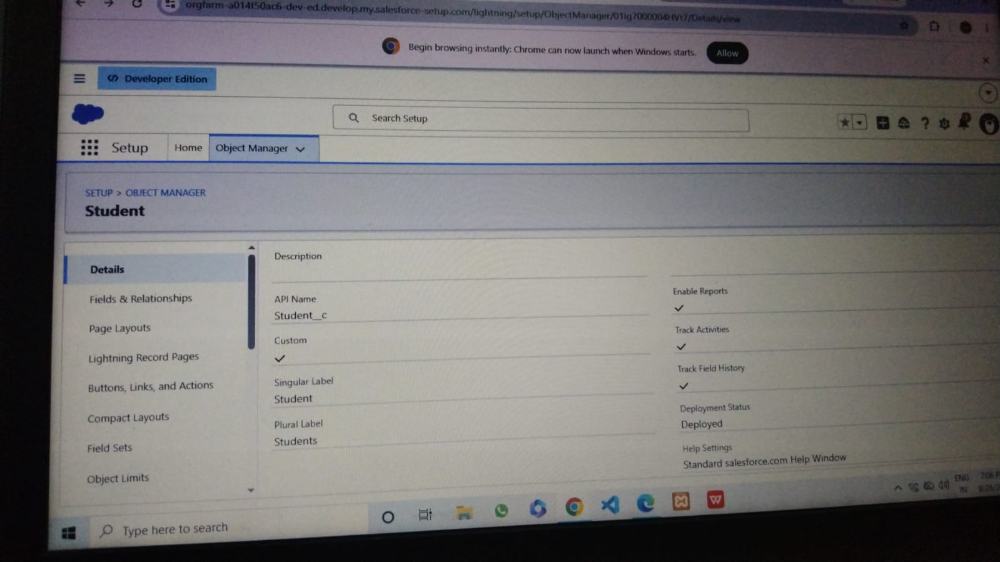 orgfarm-a014f50ac6-dev-ed.develop.my.salesforce-setup.com/lightning/setup/ObjectManager/01Ig7000004HVt7/Details/view
Begin browsing instantly: Chrome can now launch when Windows starts. Allow
Developer Edition
Search Setup
Setup Home Object Manager
SETUP > OBJECT MANAGER
Student
Details
Fields & Relationships
Page Layouts
Lightning Record Pages
Buttons, Links, and Actions
Compact Layouts
Field Sets
Object Limits
Description
API Name
Student__c
Custom
Singular Label
Student
Plural Label
Students
Enable Reports
Track Activities
Track Field History
Deployment Status
Deployed
Help Settings
Standard salesforce.com Help Window
Type here to search
ENG
IN
7:06 P